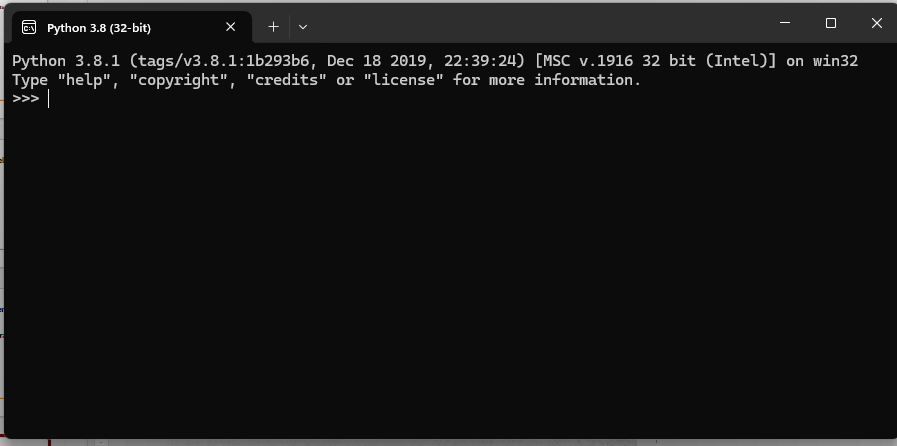 Python 3.8 (32-bit)
Python 3.8.1 (tags/v3.8.1:1b293b6, Dec 18 2019, 22:39:24) [MSC v.1916 32 bit (Intel)] on win32
Type "help", "copyright", "credits" or "license" for more information.
>>>